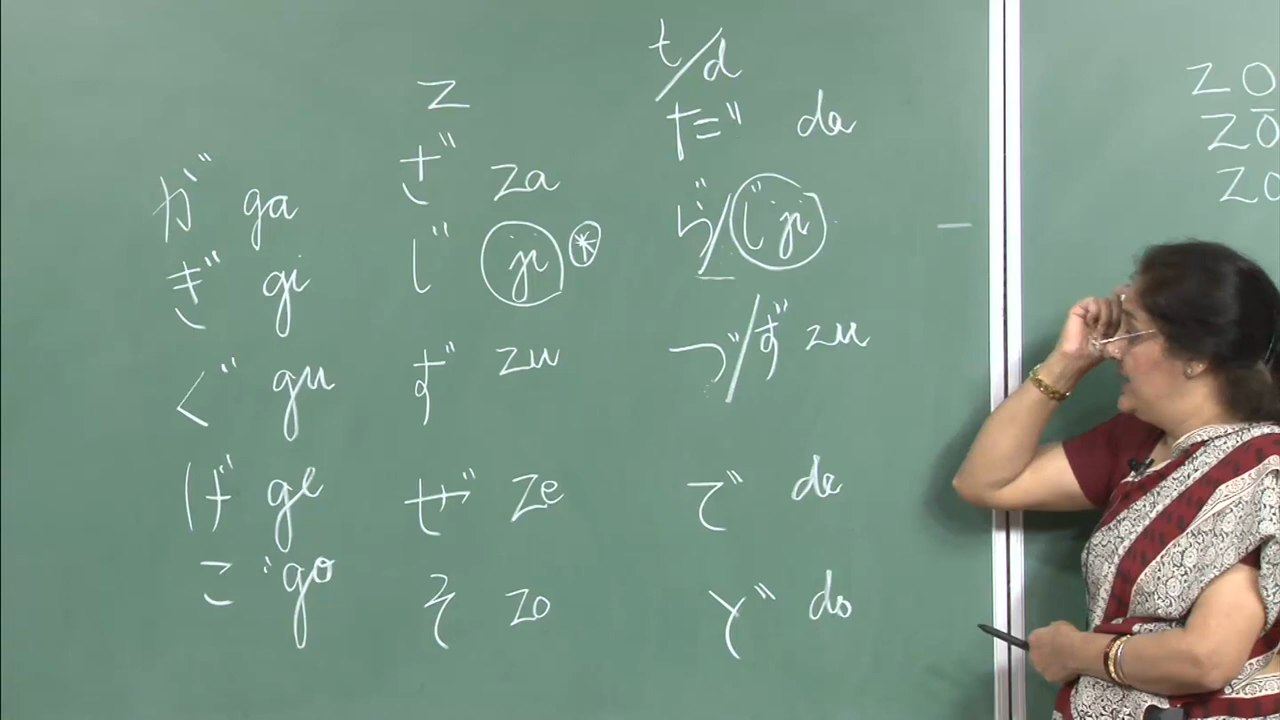 が ga
ぎ gi
ぐ gu
げ ge
ご go
z
ざ za
じ ji *
ず zu
ぜ ze
そ zo
t/d
だ da
ぢ/じ ji
づ/ず zu
で de
ど do
zo
zō
zo